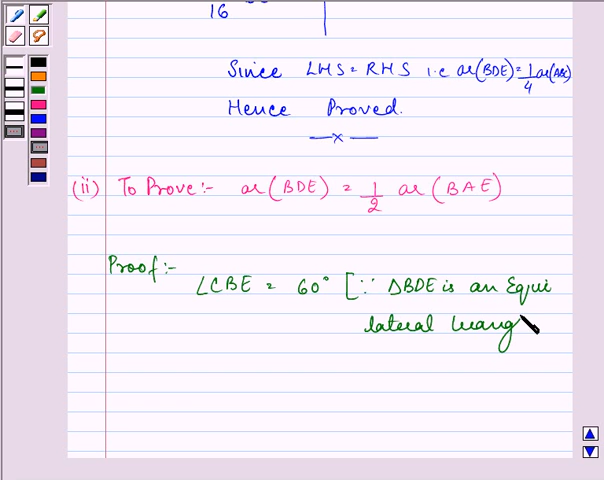 16
Since LHS = RHS i.e ar(BDE) = 1/4 ar(ABC)
Hence Proved.
—x—
(ii) To Prove:- ar(BDE) = 1/2 ar(BAE)
Proof:-
∠CBE = 60° [∵ ΔBDE is an Equi
lateral triang